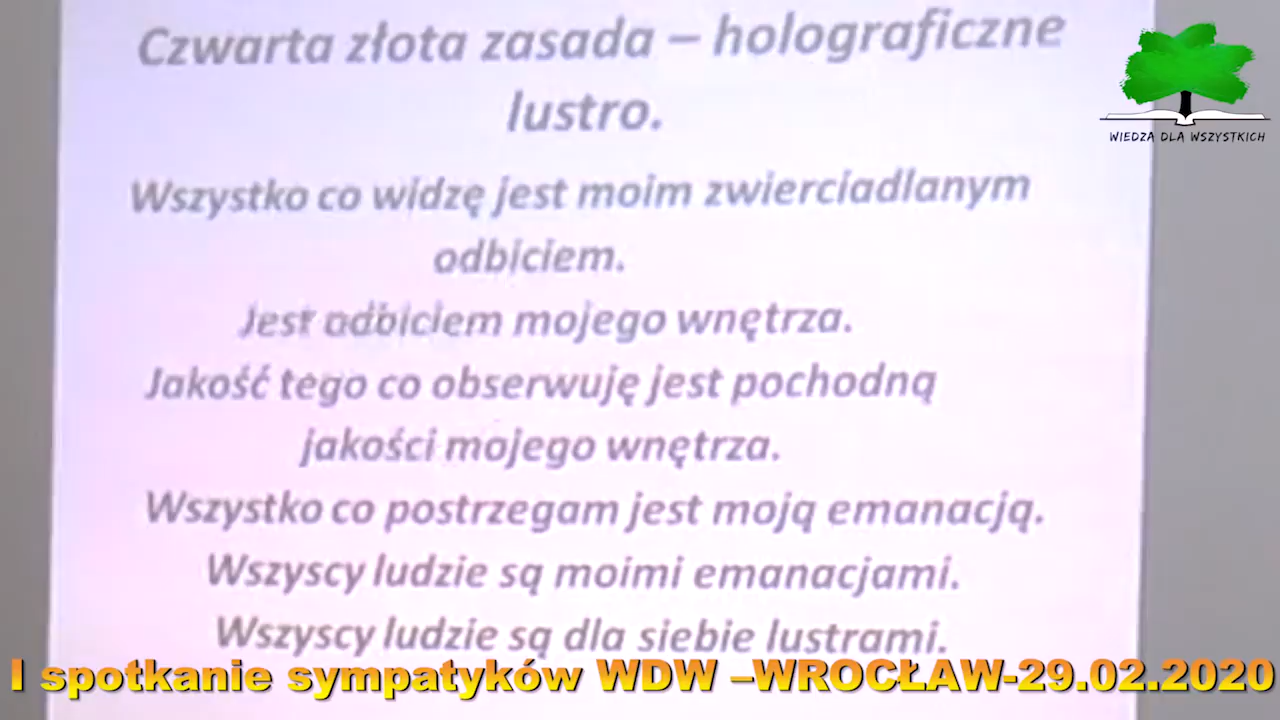 Czwarta złota zasada – holograficzne
lustro.
WIEDZA DLA WSZYSTKICH
Wszystko co widzę jest moim zwierciadlanym
odbiciem.
Jest odbiciem mojego wnętrza.
Jakość tego co obserwuję jest pochodną
jakości mojego wnętrza.
Wszystko co postrzegam jest moją emanacją.
Wszyscy ludzie są moimi emanacjami.
Wszyscy ludzie są dla siebie lustrami.
I spotkanie sympatyków WDW –WROCŁAW-29.02.2020